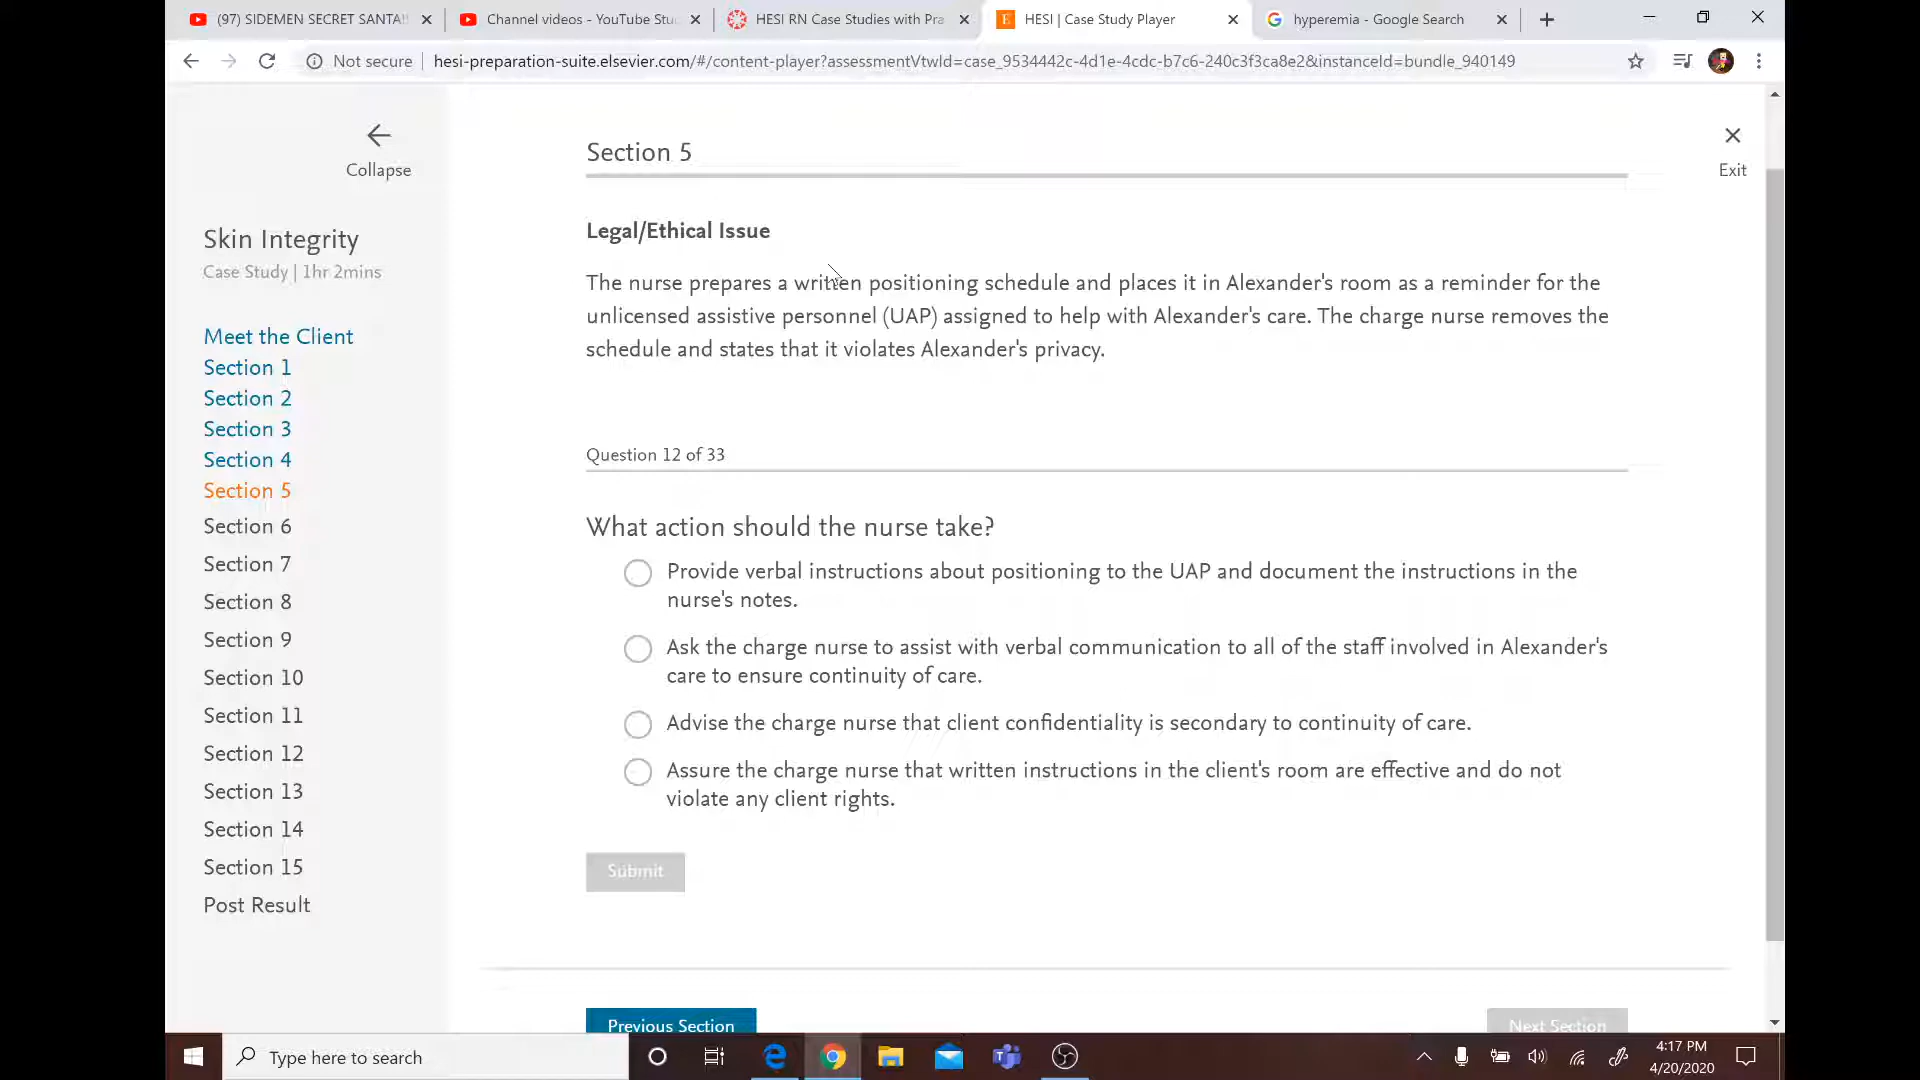 (97) SIDEMEN SECRET SANTA!!
Channel videos - YouTube Stu
HESI RN Case Studies with Pra
HESI | Case Study Player
hyperemia - Google Search
Not secure
hesi-preparation-suite.elsevier.com/#/content-player?assessmentVtwId=case_9534442c-4d1e-4cdc-b7c6-240c3f3ca8e2&instanceId=bundle_940149
Collapse
Exit
Skin Integrity
Case Study | 1hr 2mins
Meet the Client
Section 1
Section 2
Section 3
Section 4
Section 5
Section 6
Section 7
Section 8
Section 9
Section 10
Section 11
Section 12
Section 13
Section 14
Section 15
Post Result
Section 5
Legal/Ethical Issue
The nurse prepares a written positioning schedule and places it in Alexander's room as a reminder for the
unlicensed assistive personnel (UAP) assigned to help with Alexander's care. The charge nurse removes the
schedule and states that it violates Alexander's privacy.
Question 12 of 33
What action should the nurse take?
Provide verbal instructions about positioning to the UAP and document the instructions in the
nurse's notes.
Ask the charge nurse to assist with verbal communication to all of the staff involved in Alexander's
care to ensure continuity of care.
Advise the charge nurse that client confidentiality is secondary to continuity of care.
Assure the charge nurse that written instructions in the client's room are effective and do not
violate any client rights.
Submit
Previous Section
Next Section
Type here to search
4:17 PM
4/20/2020